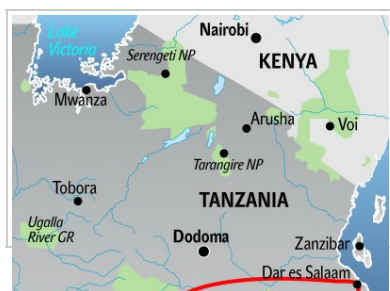 Lake
Victoria
Nairobi
Serengeti NP
KENYA
Mwanza
Arusha
Voi
Tarangire NP
Tobora
TANZANIA
Ugalla
River GR
Dodoma
Zanzibar
Dar es Salaam